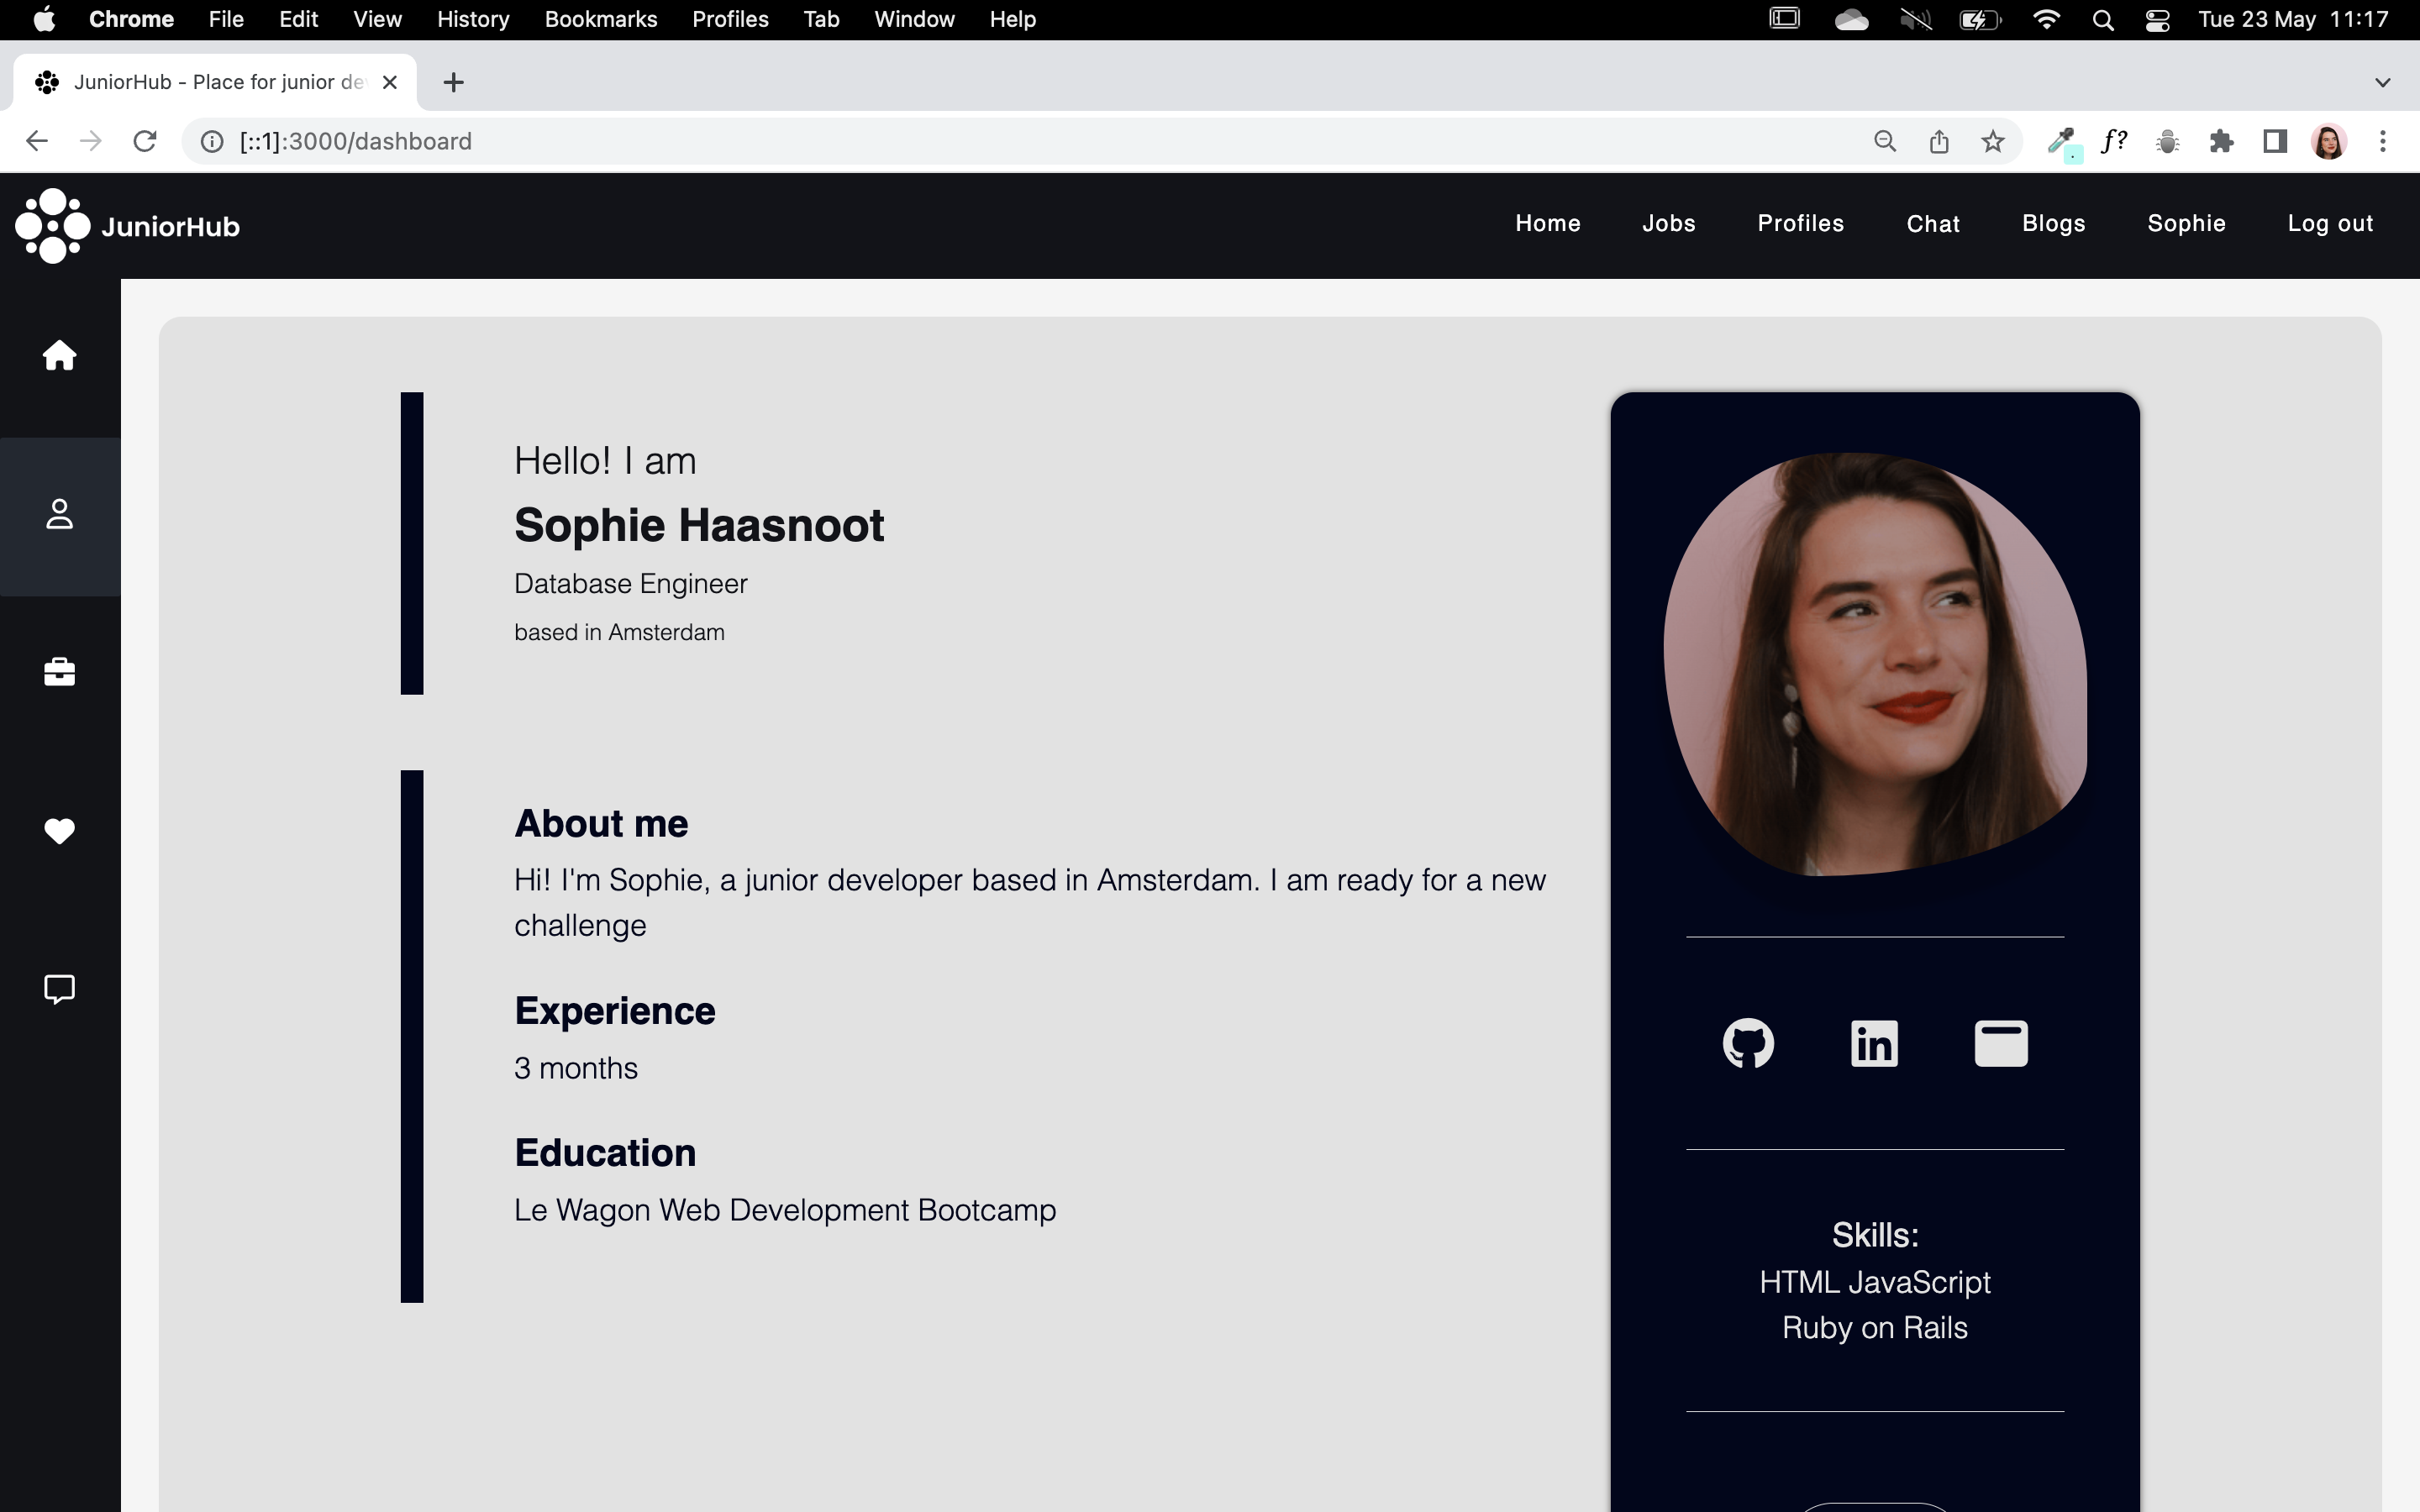 Chrome File Edit View History Bookmarks Profiles Tab Window Help Tue 23 May 11:17
JuniorHub - Place for junior de
[::1]:3000/dashboard
f?
JuniorHub
Home Jobs Profiles Chat Blogs Sophie Log out
Hello! I am
Sophie Haasnoot
Database Engineer
based in Amsterdam
About me
Hi! I'm Sophie, a junior developer based in Amsterdam. I am ready for a new
challenge
Experience
3 months
Education
Le Wagon Web Development Bootcamp
in
Skills:
HTML JavaScript
Ruby on Rails